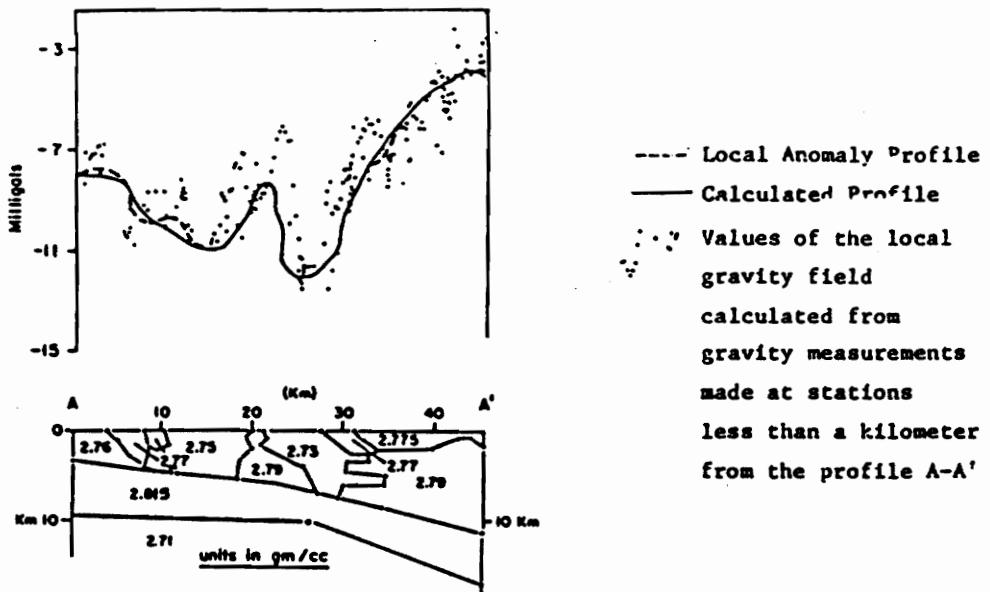 -3
-7
-11
-15
Milligals
---- Local Anomaly Profile
Calculated Profile
Values of the local
gravity field
calculated from
gravity measurements
made at stations
less than a kilometer
from the profile A-A'
A
10
20
(Km)
30
40
A'
0
2.76
2.77
2.75
2.79
2.73
2.775
2.77
2.79
2.815
Km 10
10 Km
2.71
units in gm/cc